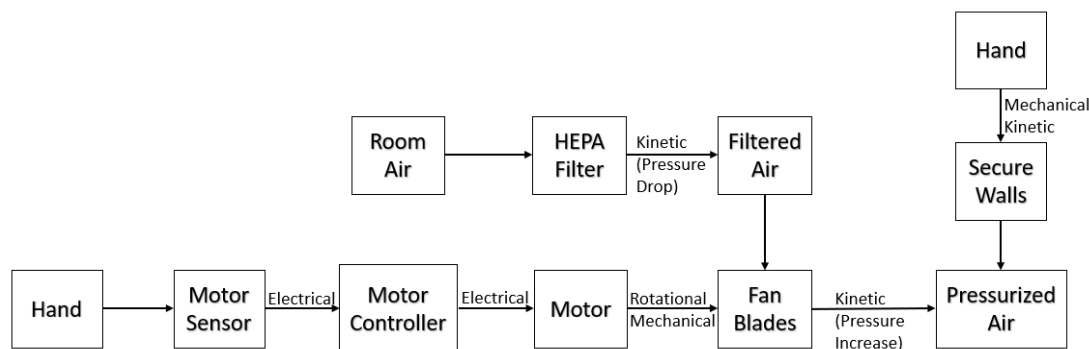 Hand
Mechanical
Kinetic
Room
Air
HEPA
Filter
Kinetic
(Pressure
Drop)
Filtered
Air
Secure
Walls
Hand
Motor
Sensor
Electrical
Motor
Controller
Electrical
Motor
Rotational
Mechanical
Fan
Blades
Kinetic
(Pressure
Increase)
Pressurized
Air